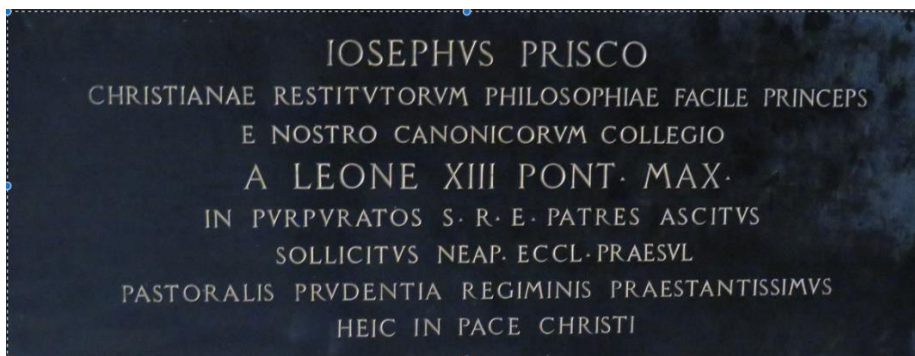 IOSEPHVS PRISCO
CHRISTIANAE RESTITVTORVM PHILOSOPHIAE FACILE PRINCEPS
E NOSTRO CANONICORVM COLLEGIO
A LEONE XIII PONT· MAX·
IN PVRPVRATOS S· R· E· PATRES ASCITVS
SOLLICITVS NEAP· ECCL· PRAESVL
PASTORALIS PRVDENTIA REGIMINIS PRAESTANTISSIMVS
HEIC IN PACE CHRISTI